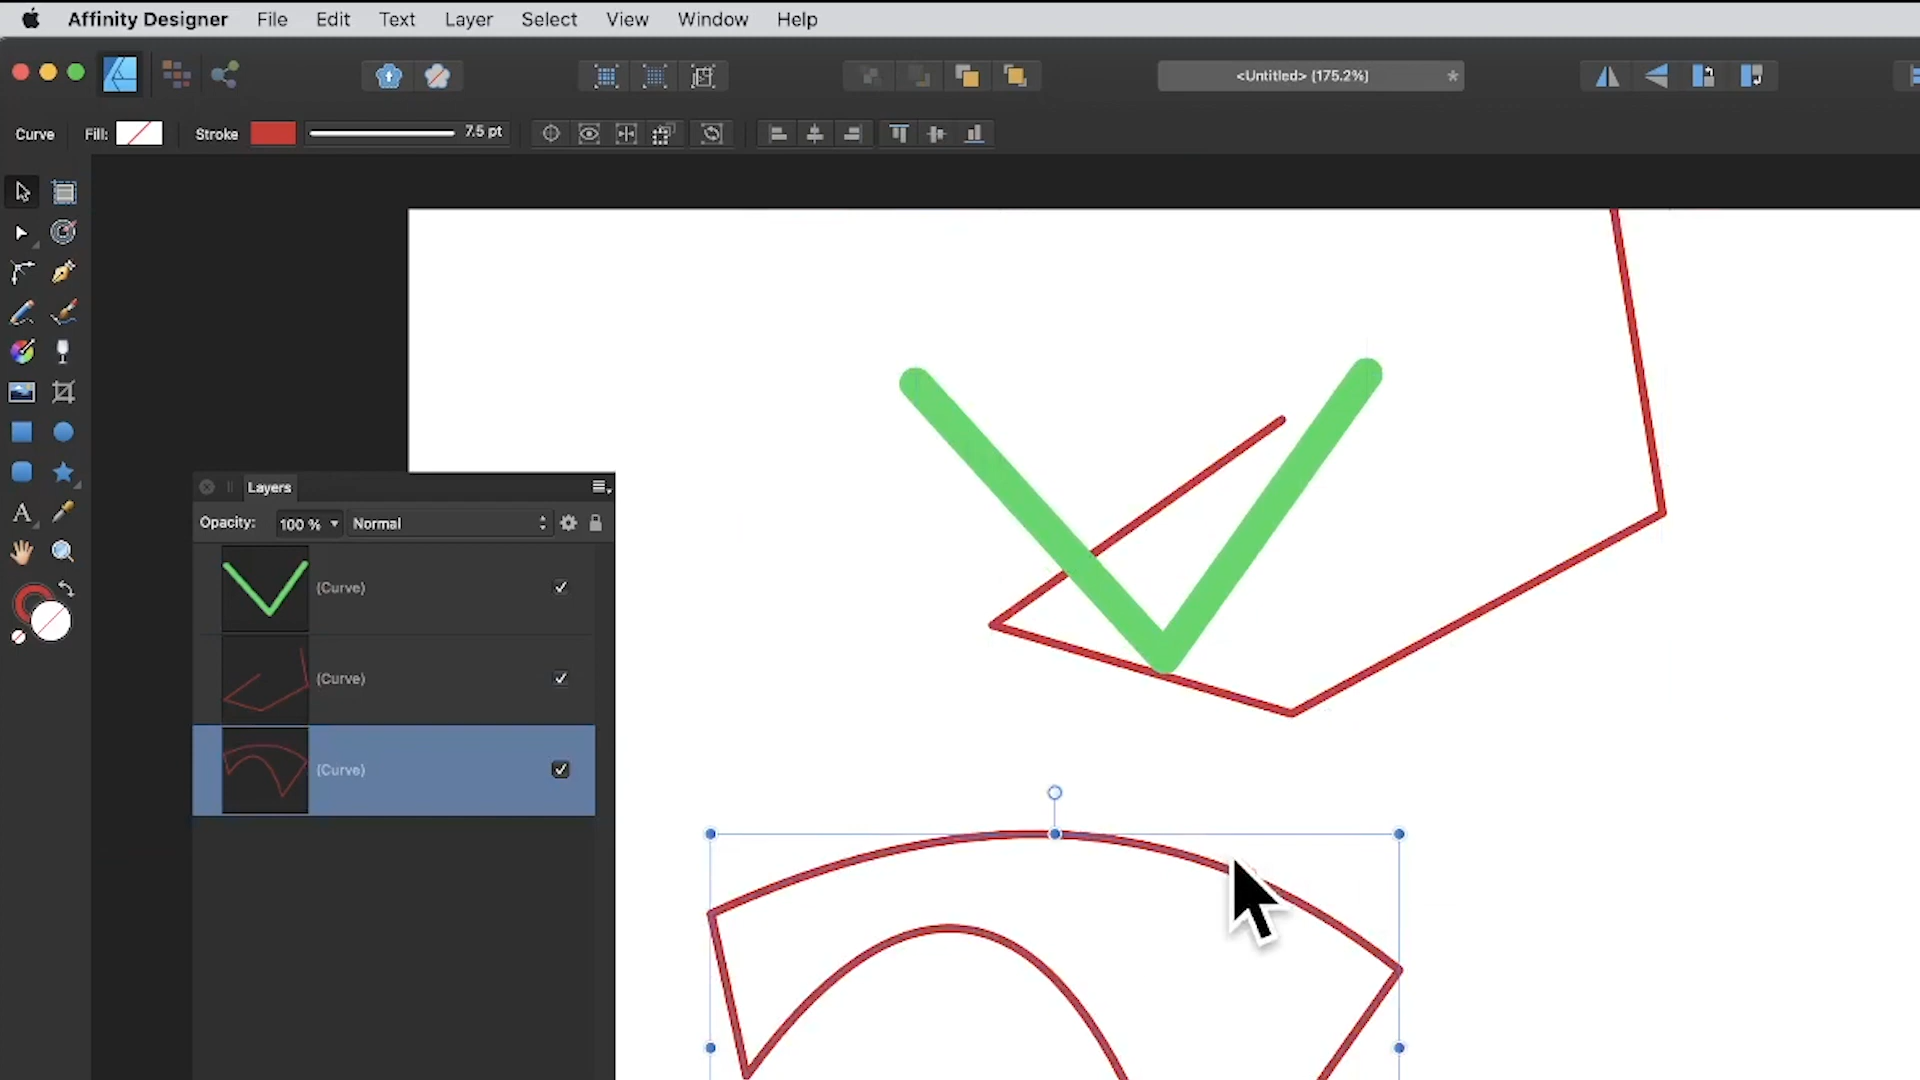 Affinity Designer File Edit Text Layer Select View Window Help
<Untitled> (175.2%) *
Curve Fill: Stroke 7.5 pt
Layers
Opacity: 100 % Normal
(Curve)
(Curve)
(Curve)